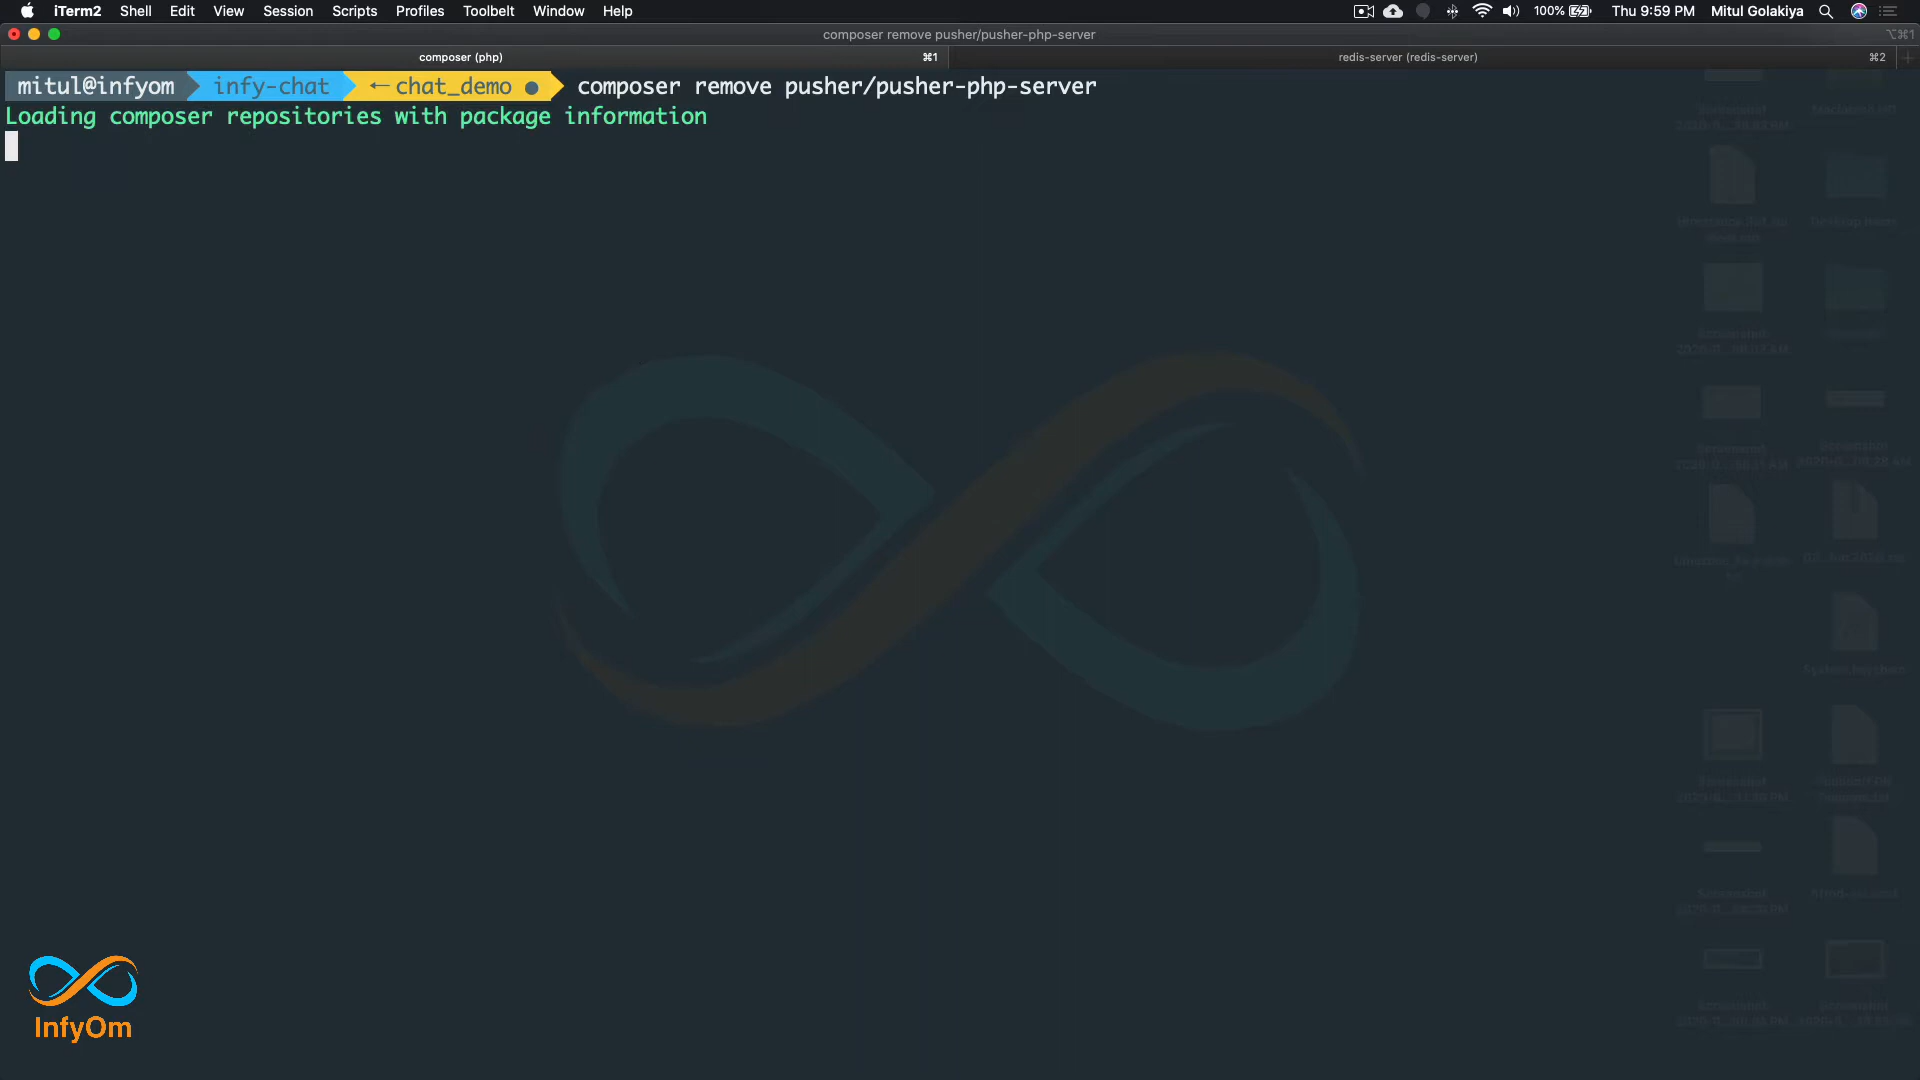 iTerm2 Shell Edit View Session Scripts Profiles Toolbelt Window Help 100% Thu 9:59 PM Mitul Golakiya
composer remove pusher/pusher-php-server ⌥⌘1
composer (php) ⌘1 redis-server (redis-server) ⌘2
mitul@infyom infy-chat ← chat_demo ● composer remove pusher/pusher-php-server
Loading composer repositories with package information
InfyOm